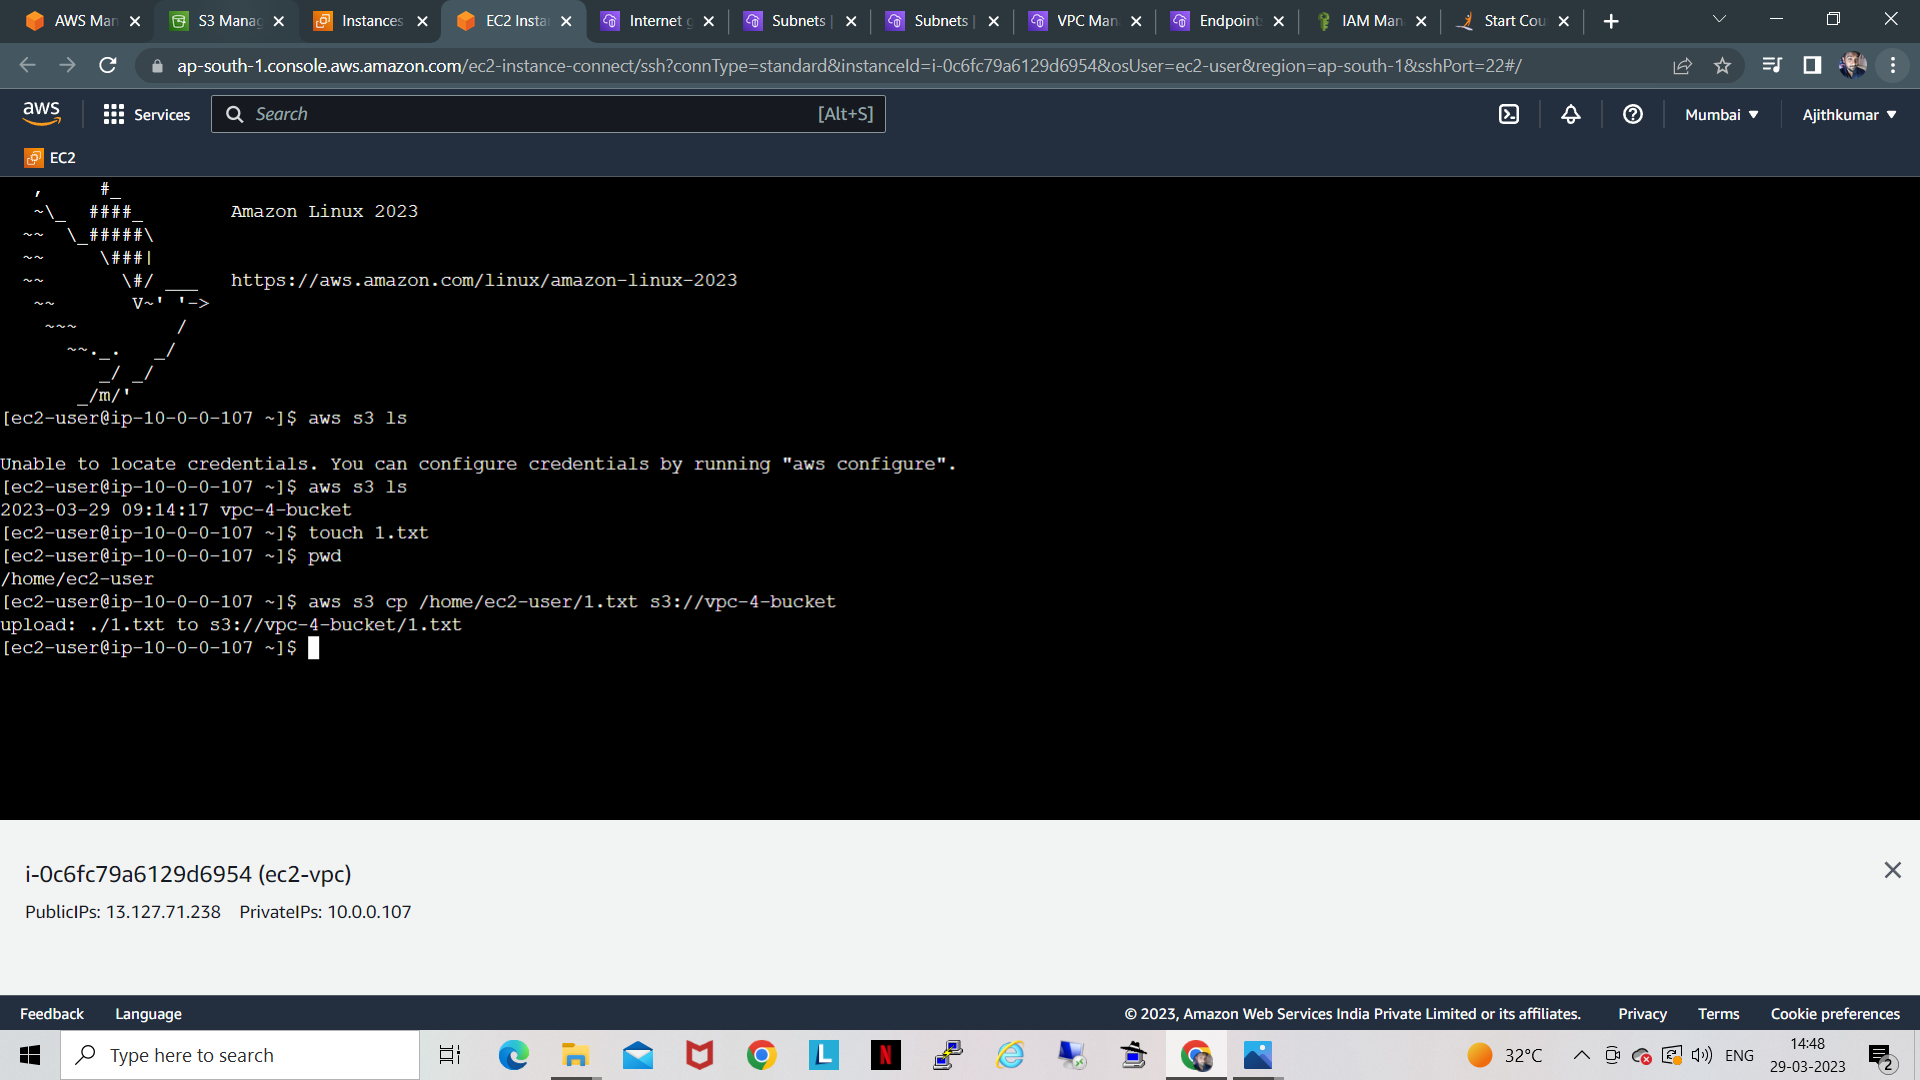 AWS Man
S3 Manag
Instances
EC2 Insta
Internet g
Subnets |
Subnets |
VPC Man
Endpoint
IAM Man
Start Cou
ap-south-1.console.aws.amazon.com/ec2-instance-connect/ssh?connType=standard&instanceId=i-0c6fc79a6129d6954&osUser=ec2-user&region=ap-south-1&sshPort=22#/
aws Services Search [Alt+S] Mumbai ▼ Ajithkumar ▼
EC2
   ,     #_
   ~\_  ####_        Amazon Linux 2023
  ~~  \_#####\
  ~~     \###|
  ~~       \#/ ___   https://aws.amazon.com/linux/amazon-linux-2023
   ~~       V~' '->
    ~~~         /
      ~~._.   _/
         _/ _/
       _/m/'
[ec2-user@ip-10-0-0-107 ~]$ aws s3 ls
Unable to locate credentials. You can configure credentials by running "aws configure".
[ec2-user@ip-10-0-0-107 ~]$ aws s3 ls
2023-03-29 09:14:17 vpc-4-bucket
[ec2-user@ip-10-0-0-107 ~]$ touch 1.txt
[ec2-user@ip-10-0-0-107 ~]$ pwd
/home/ec2-user
[ec2-user@ip-10-0-0-107 ~]$ aws s3 cp /home/ec2-user/1.txt s3://vpc-4-bucket
upload: ./1.txt to s3://vpc-4-bucket/1.txt
[ec2-user@ip-10-0-0-107 ~]$
i-0c6fc79a6129d6954 (ec2-vpc)
PublicIPs: 13.127.71.238 PrivateIPs: 10.0.0.107
Feedback Language © 2023, Amazon Web Services India Private Limited or its affiliates. Privacy Terms Cookie preferences
Type here to search
L
N
32°C
ENG
14:48
29-03-2023
2